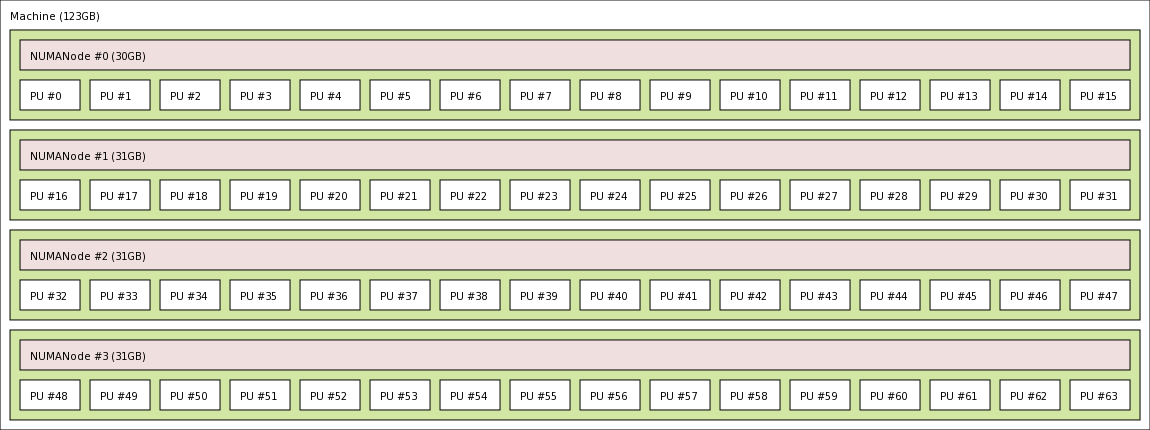 Machine (123GB)
NUMANode #0 (30GB)
PU #0 PU #1 PU #2 PU #3 PU #4 PU #5 PU #6 PU #7 PU #8 PU #9 PU #10 PU #11 PU #12 PU #13 PU #14 PU #15
NUMANode #1 (31GB)
PU #16 PU #17 PU #18 PU #19 PU #20 PU #21 PU #22 PU #23 PU #24 PU #25 PU #26 PU #27 PU #28 PU #29 PU #30 PU #31
NUMANode #2 (31GB)
PU #32 PU #33 PU #34 PU #35 PU #36 PU #37 PU #38 PU #39 PU #40 PU #41 PU #42 PU #43 PU #44 PU #45 PU #46 PU #47
NUMANode #3 (31GB)
PU #48 PU #49 PU #50 PU #51 PU #52 PU #53 PU #54 PU #55 PU #56 PU #57 PU #58 PU #59 PU #60 PU #61 PU #62 PU #63